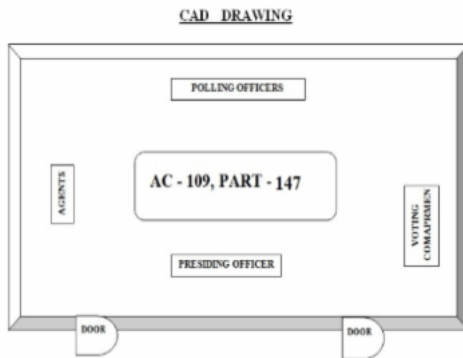 CAD DRAWING
POLLING OFFICERS
AGENTS
AC - 109, PART - 147
VOTING
COMAPRMEN
PRESIDING OFFICER
DOOR
DOOR